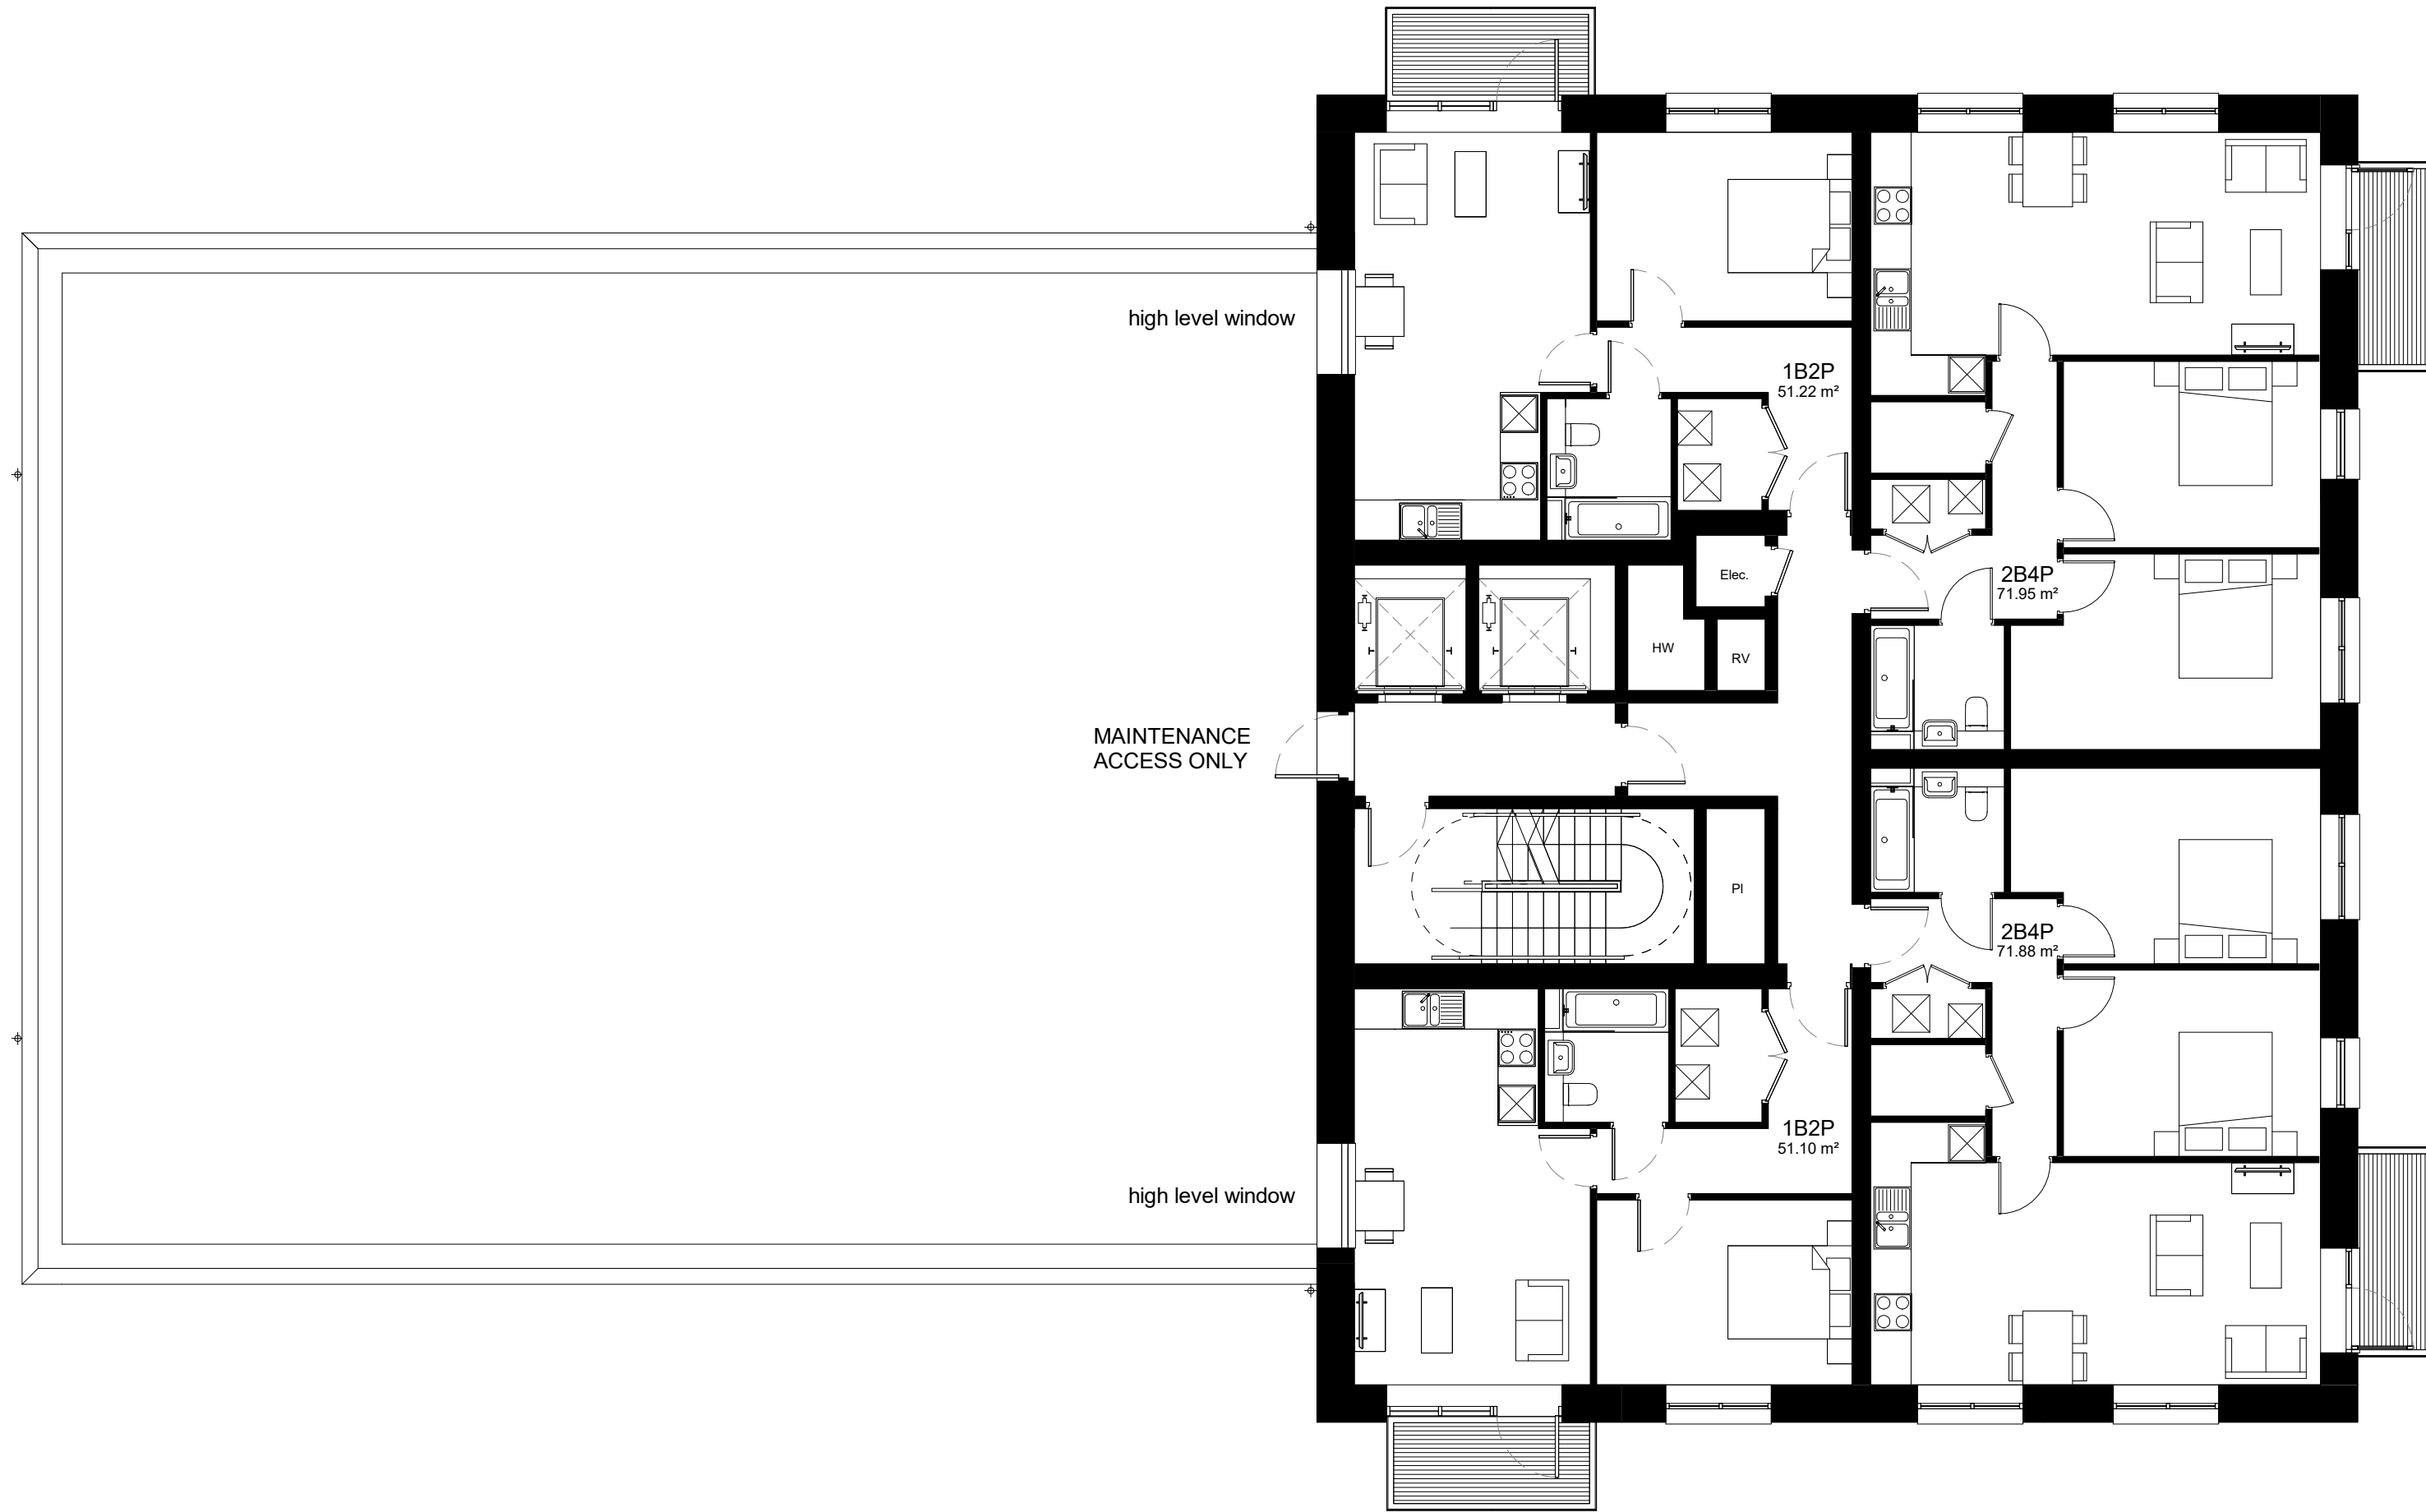 high level window
1B2P
51.22 m²
Elec.
2B4P
71.95 m²
HW
RV
MAINTENANCE
ACCESS ONLY
PI
2B4P
71.88 m²
1B2P
51.10 m²
high level window